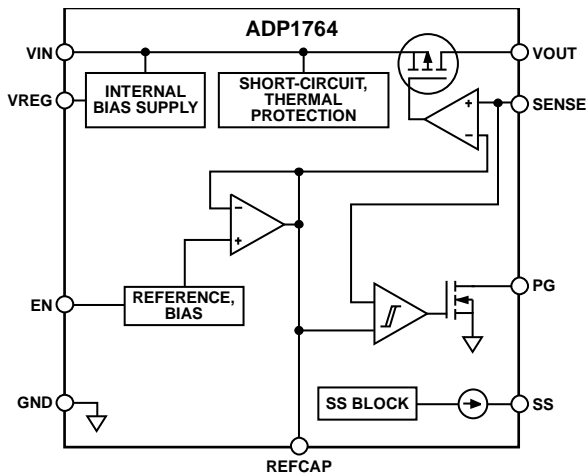 ADP1764
VIN
VOUT
VREG
INTERNAL
BIAS SUPPLY
SHORT-CIRCUIT,
THERMAL
PROTECTION
+
−
SENSE
−
+
EN
REFERENCE,
BIAS
PG
GND
SS BLOCK
SS
REFCAP